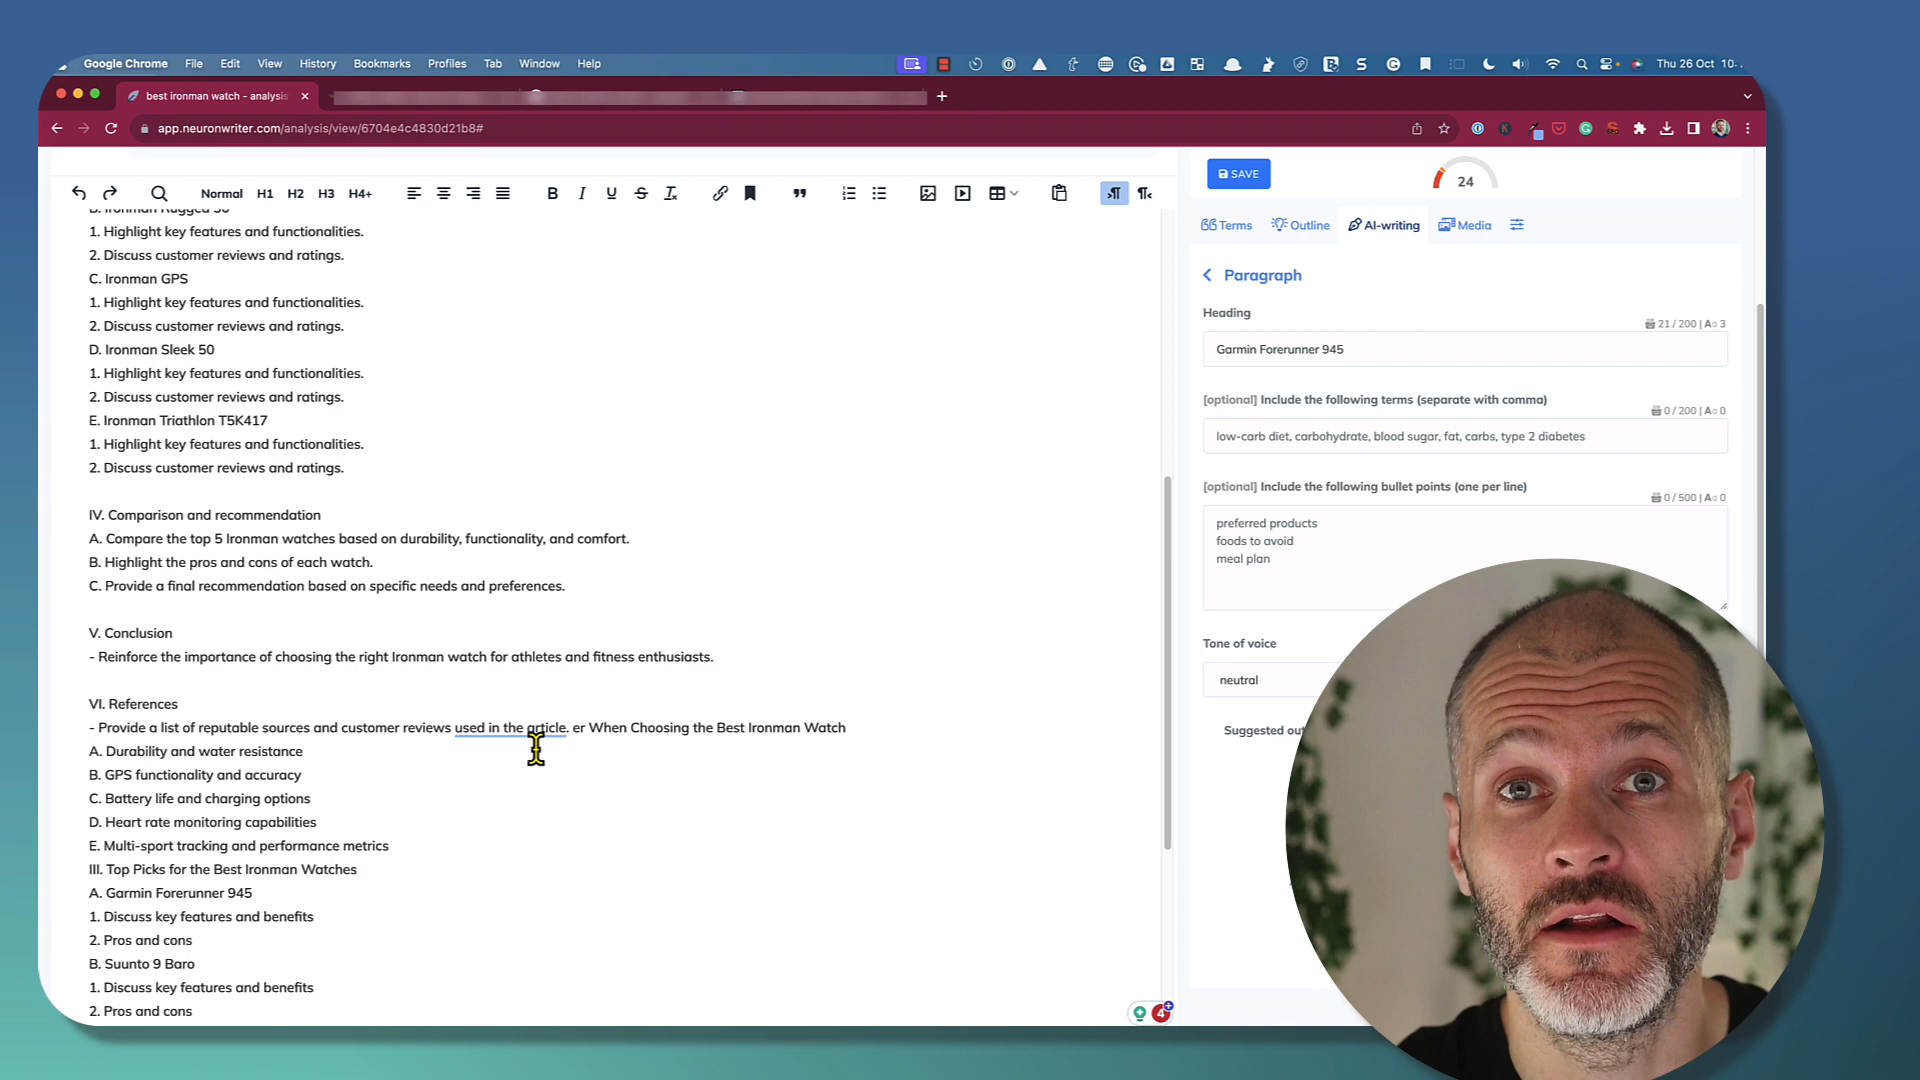 Google Chrome File Edit View History Bookmarks Profiles Tab Window Help
Thu 26 Oct 10
best ironman watch - analysis
app.neuronwriter.com/analysis/view/6704e4c4830d21b8#
Normal H1 H2 H3 H4+
SAVE
24
Terms Outline AI-writing Media
B. Ironman Rugged 30
1. Highlight key features and functionalities.
2. Discuss customer reviews and ratings.
C. Ironman GPS
1. Highlight key features and functionalities.
2. Discuss customer reviews and ratings.
D. Ironman Sleek 50
1. Highlight key features and functionalities.
2. Discuss customer reviews and ratings.
E. Ironman Triathlon T5K417
1. Highlight key features and functionalities.
2. Discuss customer reviews and ratings.
IV. Comparison and recommendation
A. Compare the top 5 Ironman watches based on durability, functionality, and comfort.
B. Highlight the pros and cons of each watch.
C. Provide a final recommendation based on specific needs and preferences.
V. Conclusion
- Reinforce the importance of choosing the right Ironman watch for athletes and fitness enthusiasts.
VI. References
- Provide a list of reputable sources and customer reviews used in the article. er When Choosing the Best Ironman Watch
A. Durability and water resistance
B. GPS functionality and accuracy
C. Battery life and charging options
D. Heart rate monitoring capabilities
E. Multi-sport tracking and performance metrics
III. Top Picks for the Best Ironman Watches
A. Garmin Forerunner 945
1. Discuss key features and benefits
2. Pros and cons
B. Suunto 9 Baro
1. Discuss key features and benefits
2. Pros and cons
4
Paragraph
Heading
21 / 200 | A 3
Garmin Forerunner 945
[optional] Include the following terms (separate with comma)
0 / 200 | A 0
low-carb diet, carbohydrate, blood sugar, fat, carbs, type 2 diabetes
[optional] Include the following bullet points (one per line)
0 / 500 | A 0
preferred products
foods to avoid
meal plan
Tone of voice
neutral
Suggested